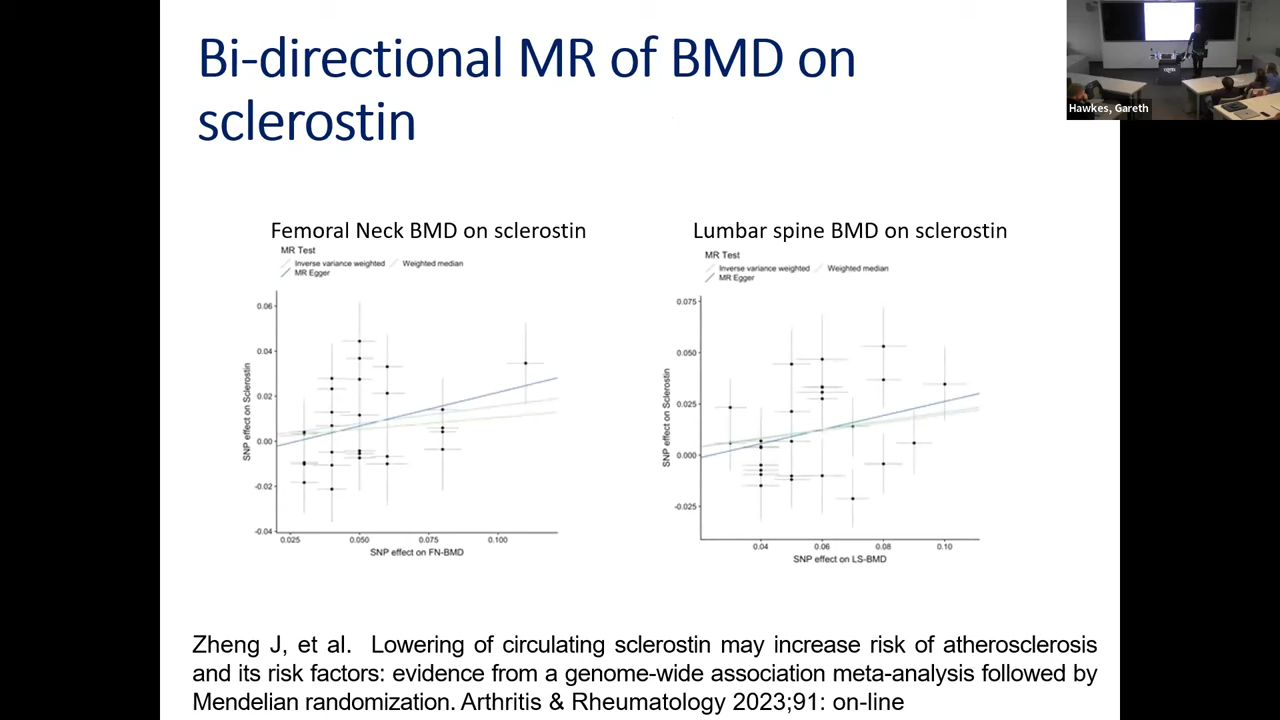 Bi-directional MR of BMD on
sclerostin
Hawkes, Gareth
Femoral Neck BMD on sclerostin
MR Test
Inverse variance weighted
Weighted median
MR Egger
SNP effect on Sclerostin
0.06
0.04
0.02
0.00
-0.02
-0.04
0.025
0.050
0.075
0.100
SNP effect on FN-BMD
Lumbar spine BMD on sclerostin
MR Test
Inverse variance weighted
Weighted median
MR Egger
SNP effect on Sclerostin
0.075
0.050
0.025
0.000
-0.025
0.04
0.06
0.08
0.10
SNP effect on LS-BMD
Zheng J, et al. Lowering of circulating sclerostin may increase risk of atherosclerosis
and its risk factors: evidence from a genome-wide association meta-analysis followed by
Mendelian randomization. Arthritis & Rheumatology 2023;91: on-line